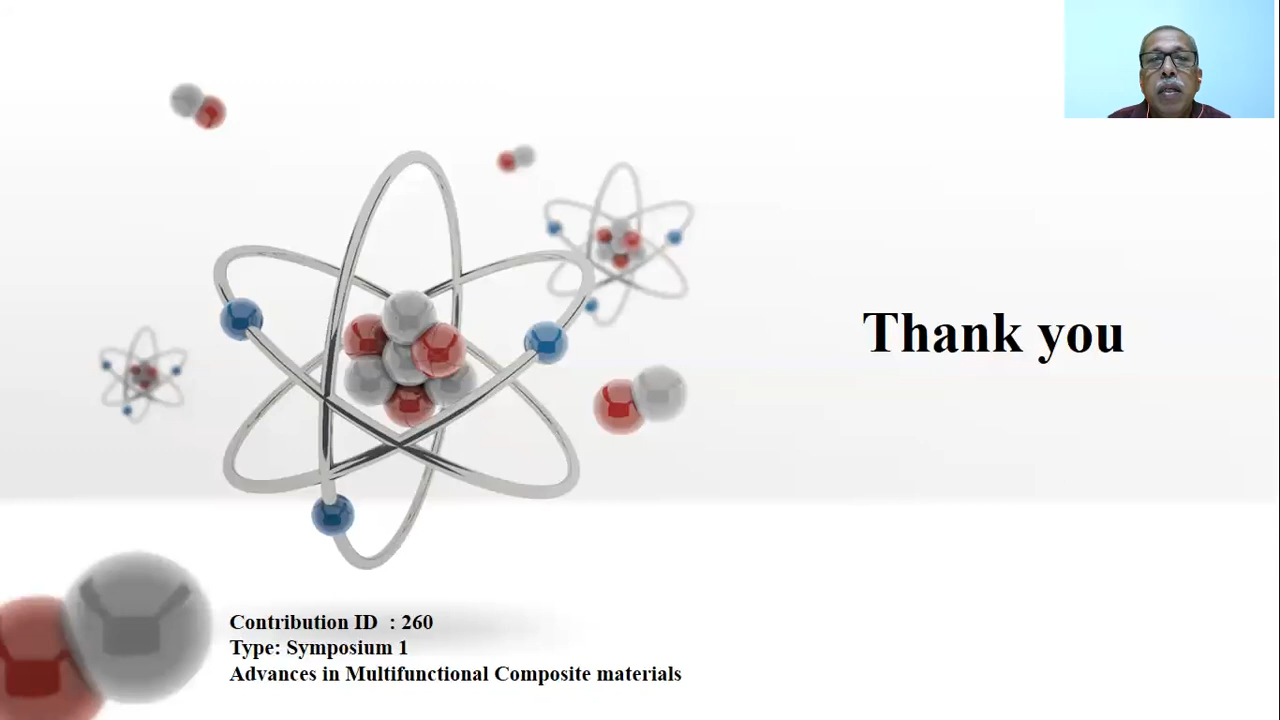 Thank you
Contribution ID  : 260
Type: Symposium 1
Advances in Multifunctional Composite materials